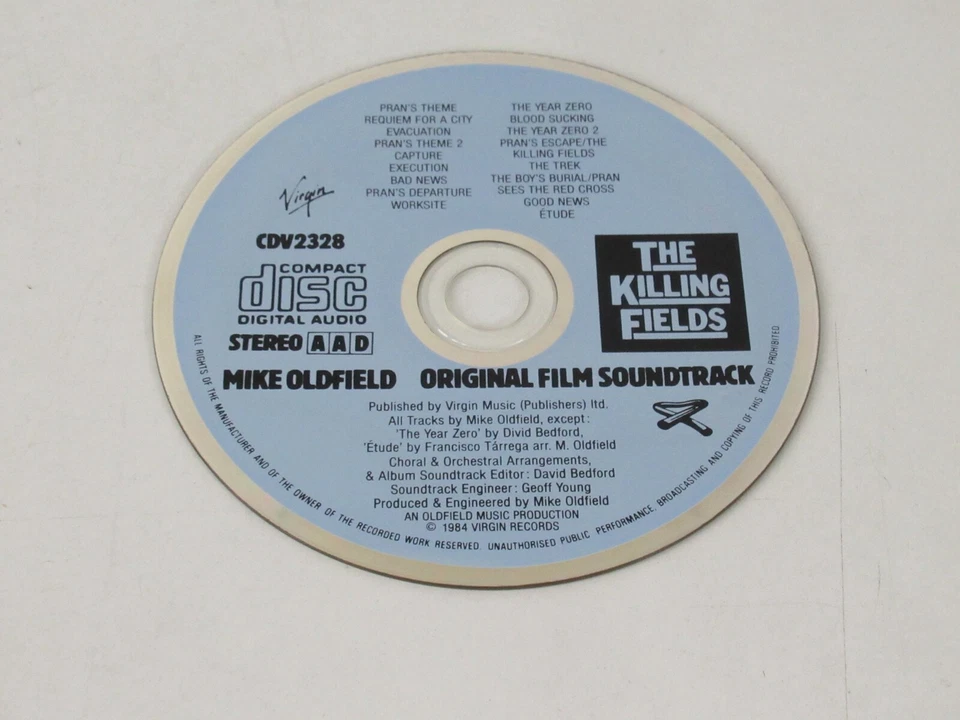 PRAN'S THEME
REQUIEM FOR A CITY
EVACUATION
PRAN'S THEME 2
CAPTURE
EXECUTION
BAD NEWS
PRAN'S DEPARTURE
WORKSITE
THE YEAR ZERO
BLOOD SUCKING
THE YEAR ZERO 2
PRAN'S ESCAPE/THE
KILLING FIELDS
THE TREK
THE BOY'S BURIAL/PRAN
SEES THE RED CROSS
GOOD NEWS
ÉTUDE
Virgin
CDV2328
COMPACT
disc
DIGITAL AUDIO
STEREO AAD
THE
KILLING
FIELDS
MIKE OLDFIELD ORIGINAL FILM SOUNDTRACK
Published by Virgin Music (Publishers) ltd.
All Tracks by Mike Oldfield, except:
'The Year Zero' by Divid Bedford,
'Étude' by Francisco Tárrega arr. M. Oldfield
Choral & Orchestral Arrangements,
& Album Soundtrack Editor: David Bedford
Soundtrack Engineer: Geoff Young
Produced & Engineered by Mike Oldfield
AN OLDFIELD MUSIC PRODUCTION
© 1984 VIRGIN RECORDS
ALL RIGHTS OF THE MANUFACTURER AND OF THE OWNER OF THE RECORDED WORK RESERVED. UNAUTHORISED PUBLIC PERFORMANCE, BROADCASTING AND COPYING OF THIS RECORD PROHIBITED